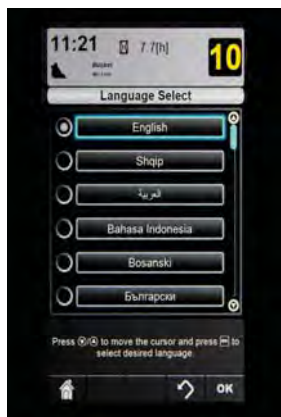 11:21 7.7[h] 10
Bucket
Language Select
English
Shqip
العربية
Bahasa Indonesia
Bosanski
Български
Press / to move the cursor and press to
select desired language.
OK